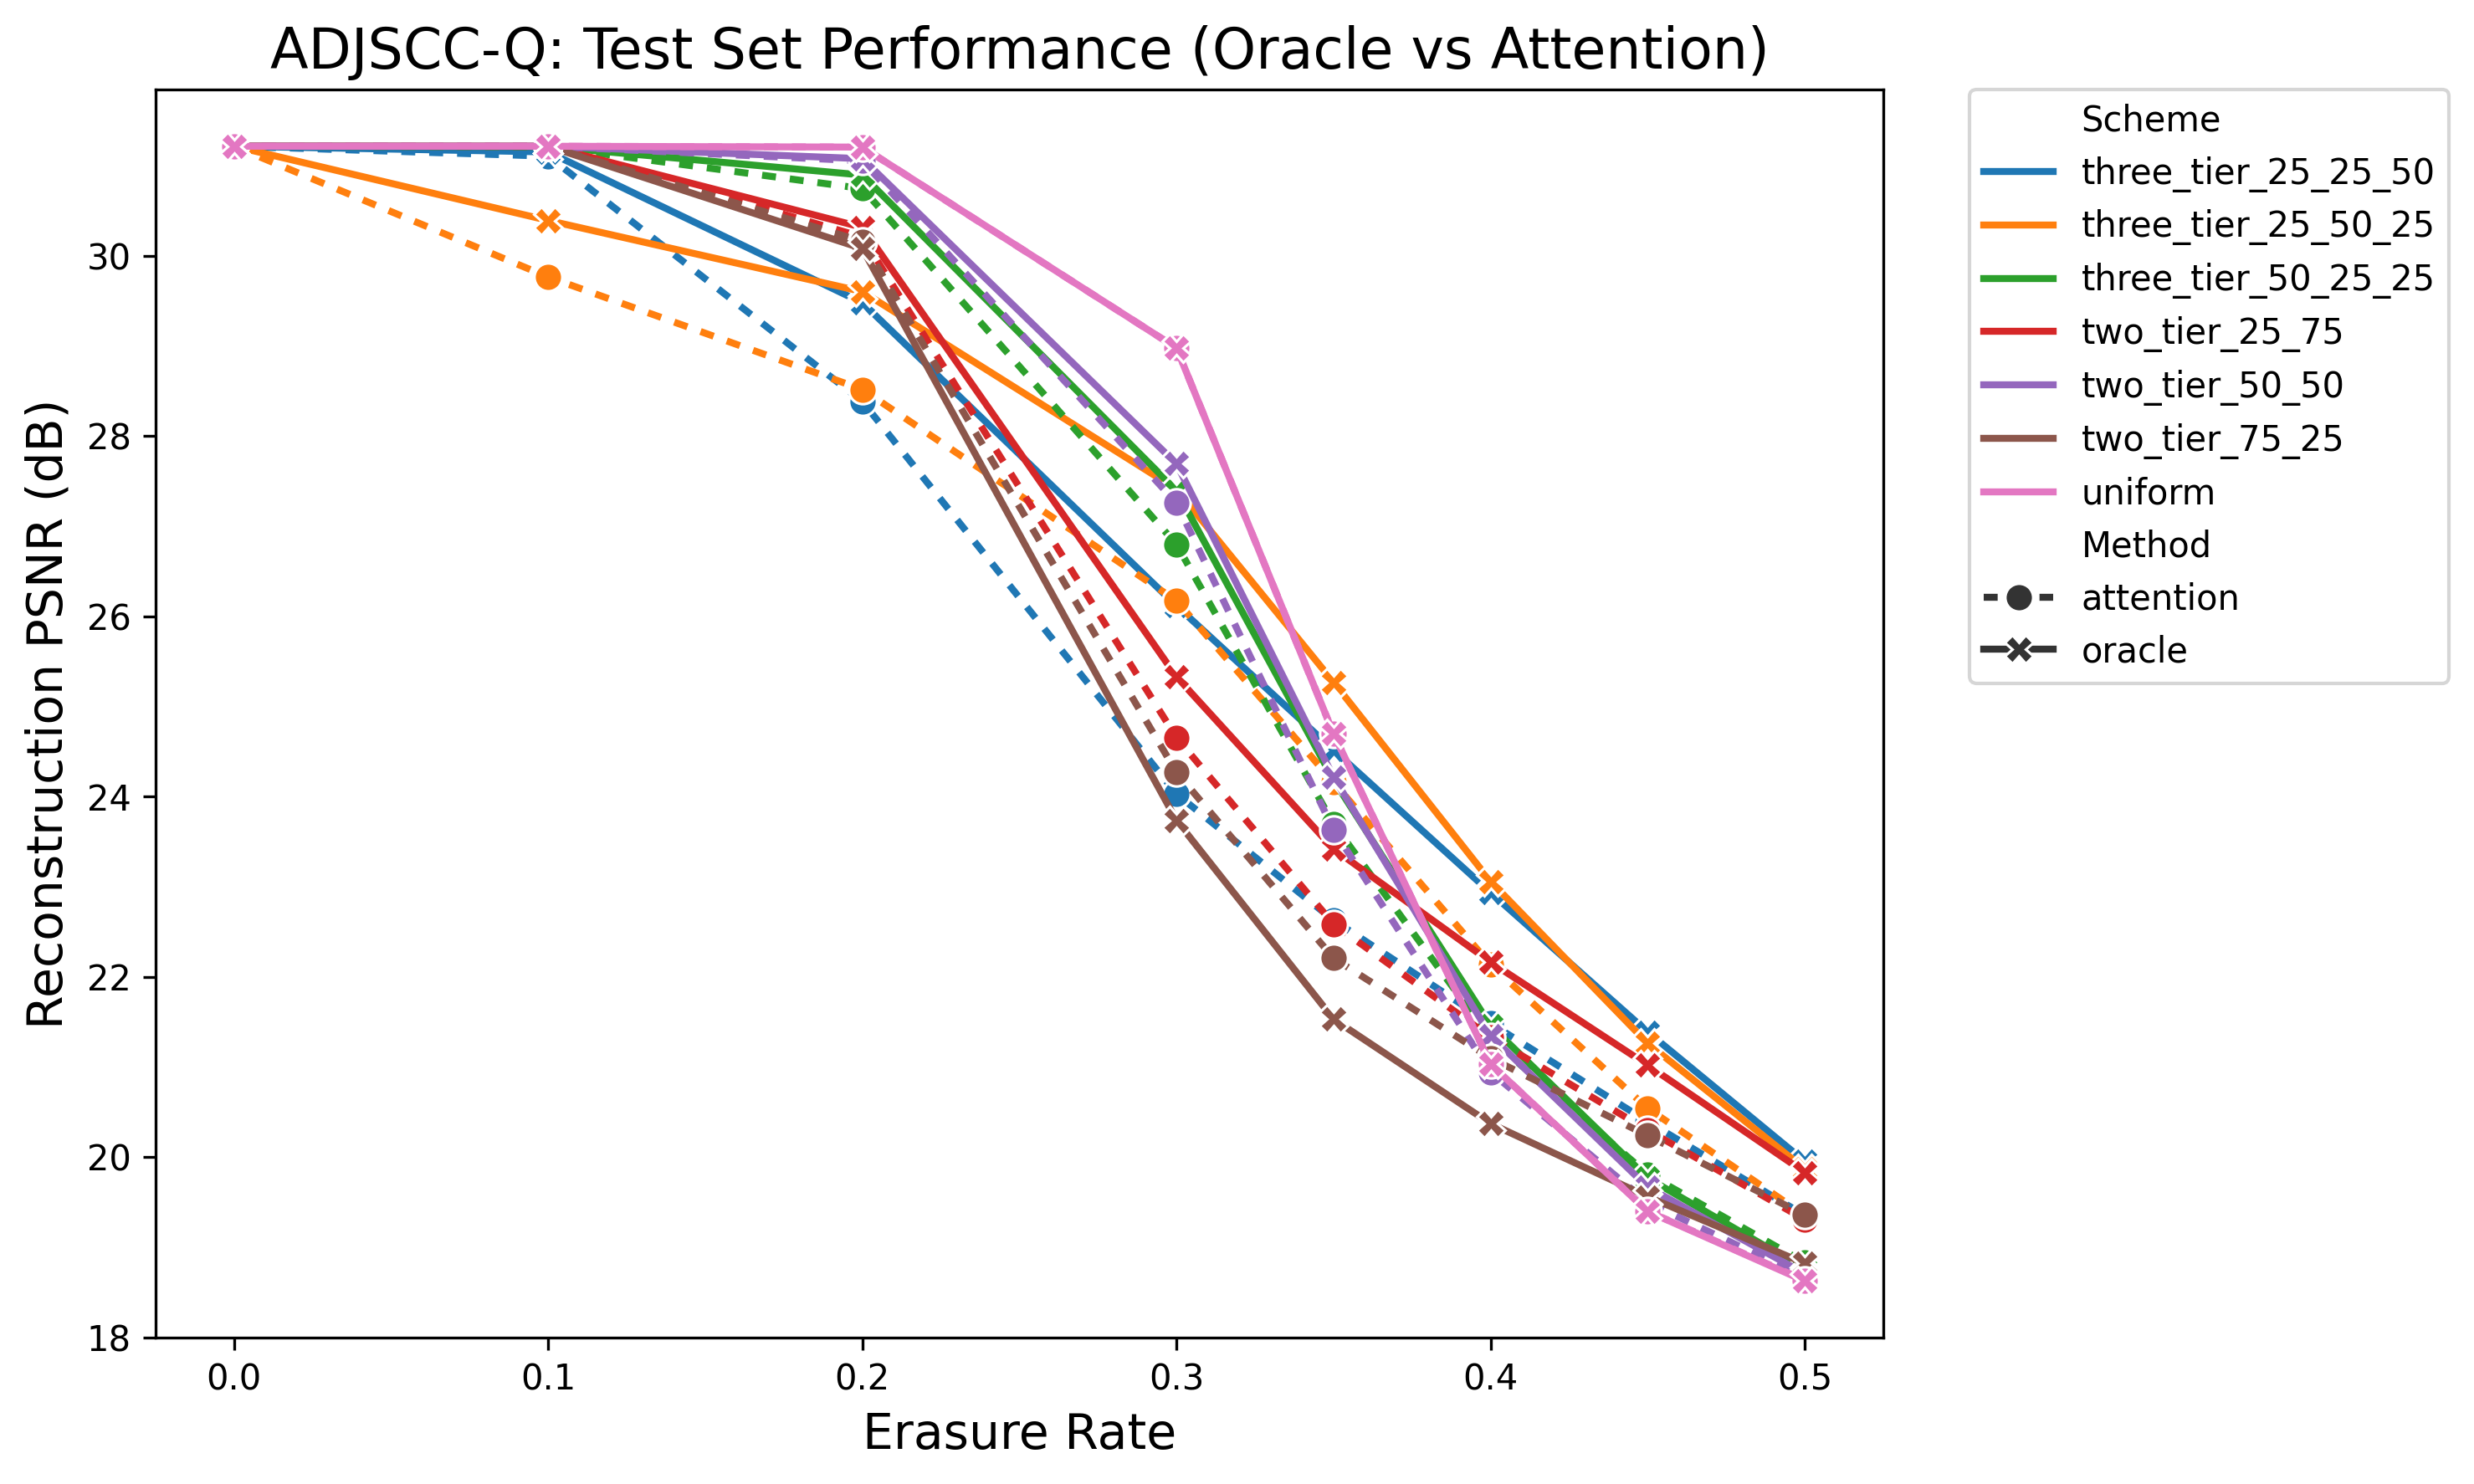 ADJSCC-Q: Test Set Performance (Oracle vs Attention)
Reconstruction PSNR (dB)
30
28
26
24
22
20
18
0.0 0.1 0.2 0.3 0.4 0.5
Erasure Rate
Scheme
three_tier_25_25_50
three_tier_25_50_25
three_tier_50_25_25
two_tier_25_75
two_tier_50_50
two_tier_75_25
uniform
Method
attention
oracle